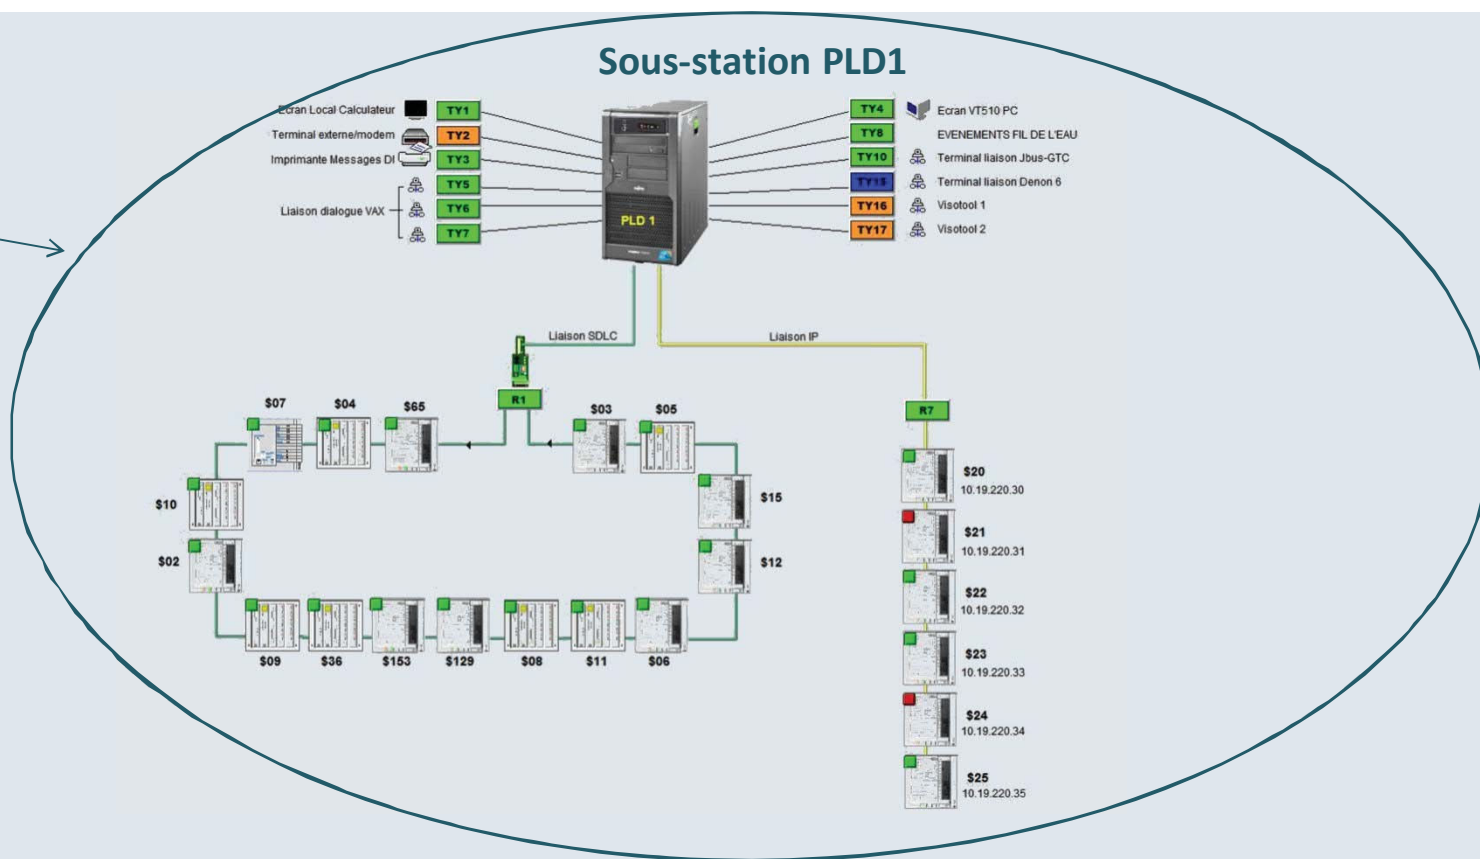 Sous-station PLD1
Ecran Local Calculateur
TY1
Terminal externe/modem
TY2
Imprimante Messages DI
TY3
TY5
Liaison dialogue VAX
TY6
TY7
PLD 1
TY4
Ecran VT510 PC
TY8
EVENEMENTS FIL DE L'EAU
TY10
Terminal liaison Jbus-GTC
TY15
Terminal liaison Denon 6
TY16
Visotool 1
TY17
Visotool 2
Liaison SDLC
Liaison IP
R1
R7
$07
$04
$65
$03
$05
$10
$15
$02
$12
$09
$36
$153
$129
$08
$11
$06
$20
10.19.220.30
$21
10.19.220.31
$22
10.19.220.32
$23
10.19.220.33
$24
10.19.220.34
$25
10.19.220.35